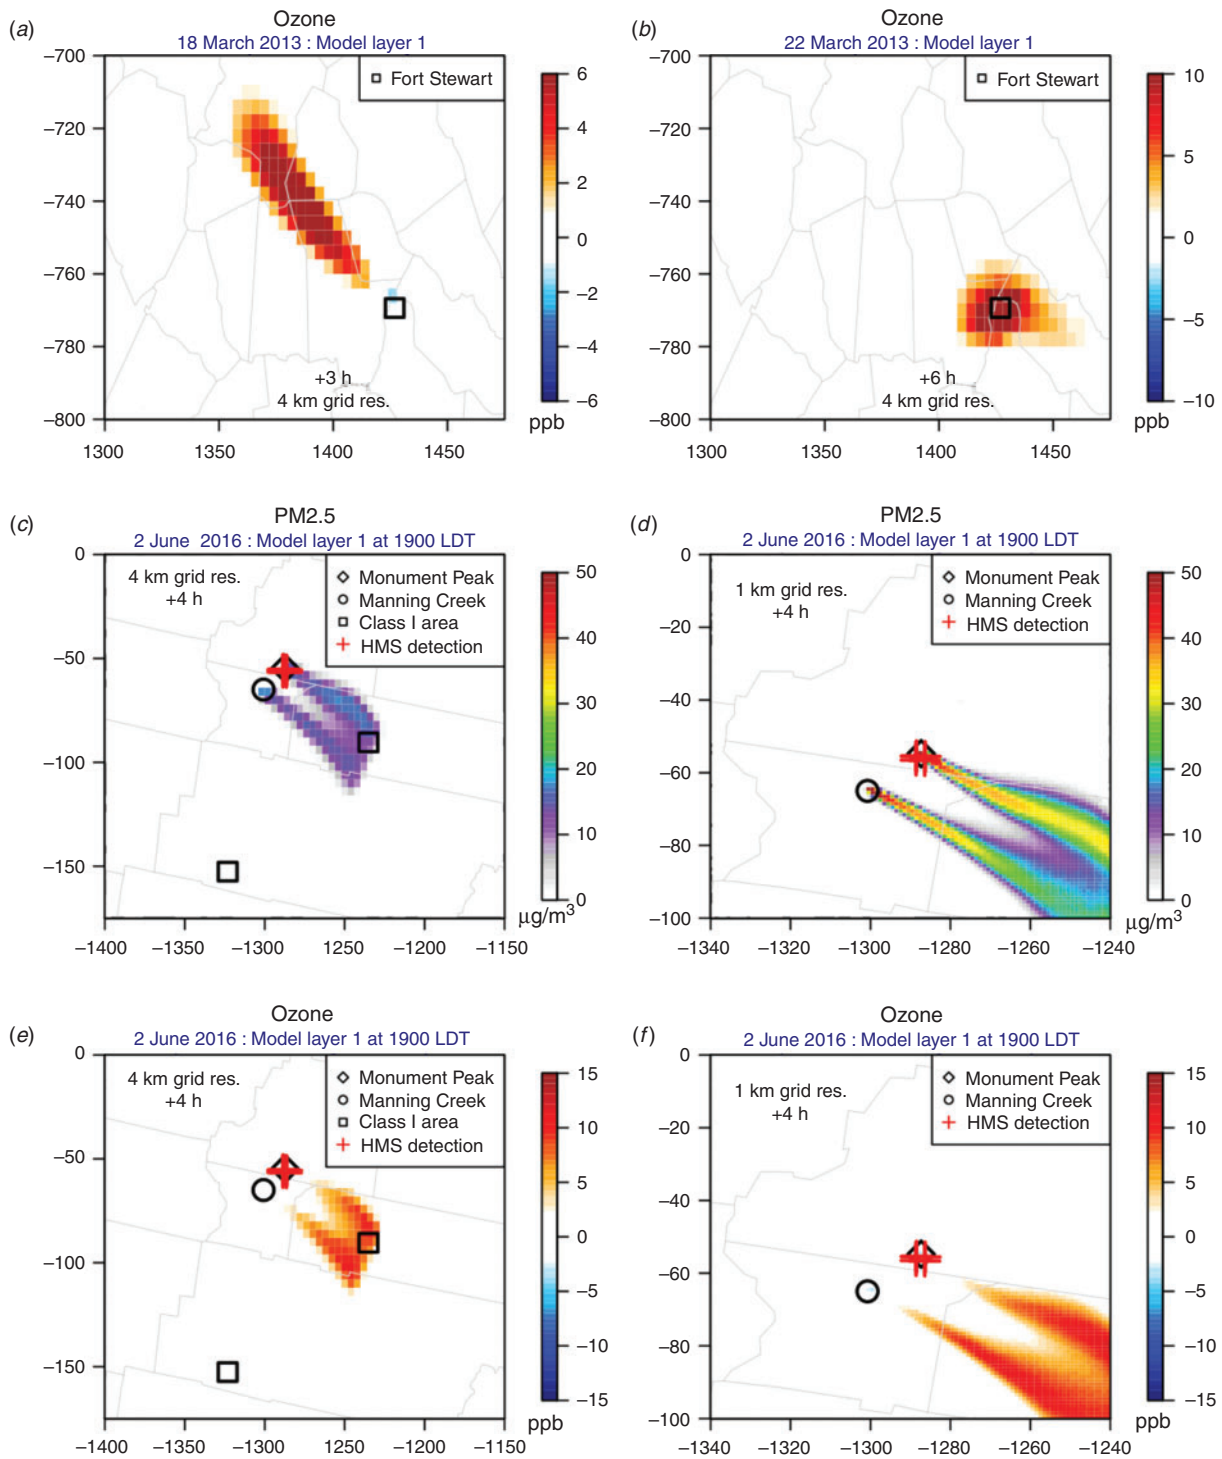 (a)
Ozone
18 March 2013 : Model layer 1
Fort Stewart
−700
−720
−740
−760
−780
−800
1300
1350
1400
1450
+3 h
4 km grid res.
6
4
2
0
−2
−4
−6
ppb
(b)
Ozone
22 March 2013 : Model layer 1
Fort Stewart
−700
−720
−740
−760
−780
−800
1300
1350
1400
1450
+6 h
4 km grid res.
10
5
0
−5
−10
ppb
(c)
PM2.5
2 June 2016 : Model layer 1 at 1900 LDT
4 km grid res.
+4 h
Monument Peak
Manning Creek
Class I area
HMS detection
0
−50
−100
−150
−1400
−1350
−1300
−1250
−1200
−1150
50
40
30
20
10
0
μg/m³
(d)
PM2.5
2 June 2016 : Model layer 1 at 1900 LDT
1 km grid res.
+4 h
Monument Peak
Manning Creek
HMS detection
0
−20
−40
−60
−80
−100
−1340
−1320
−1300
−1280
−1260
−1240
50
40
30
20
10
0
μg/m³
(e)
Ozone
2 June 2016 : Model layer 1 at 1900 LDT
4 km grid res.
+4 h
Monument Peak
Manning Creek
Class I area
HMS detection
0
−50
−100
−150
−1400
−1350
−1300
−1250
−1200
−1150
15
10
5
0
−5
−10
−15
ppb
(f)
Ozone
2 June 2016 : Model layer 1 at 1900 LDT
1 km grid res.
+4 h
Monument Peak
Manning Creek
HMS detection
0
−20
−40
−60
−80
−100
−1340
−1320
−1300
−1280
−1260
−1240
15
10
5
0
−5
−10
−15
ppb